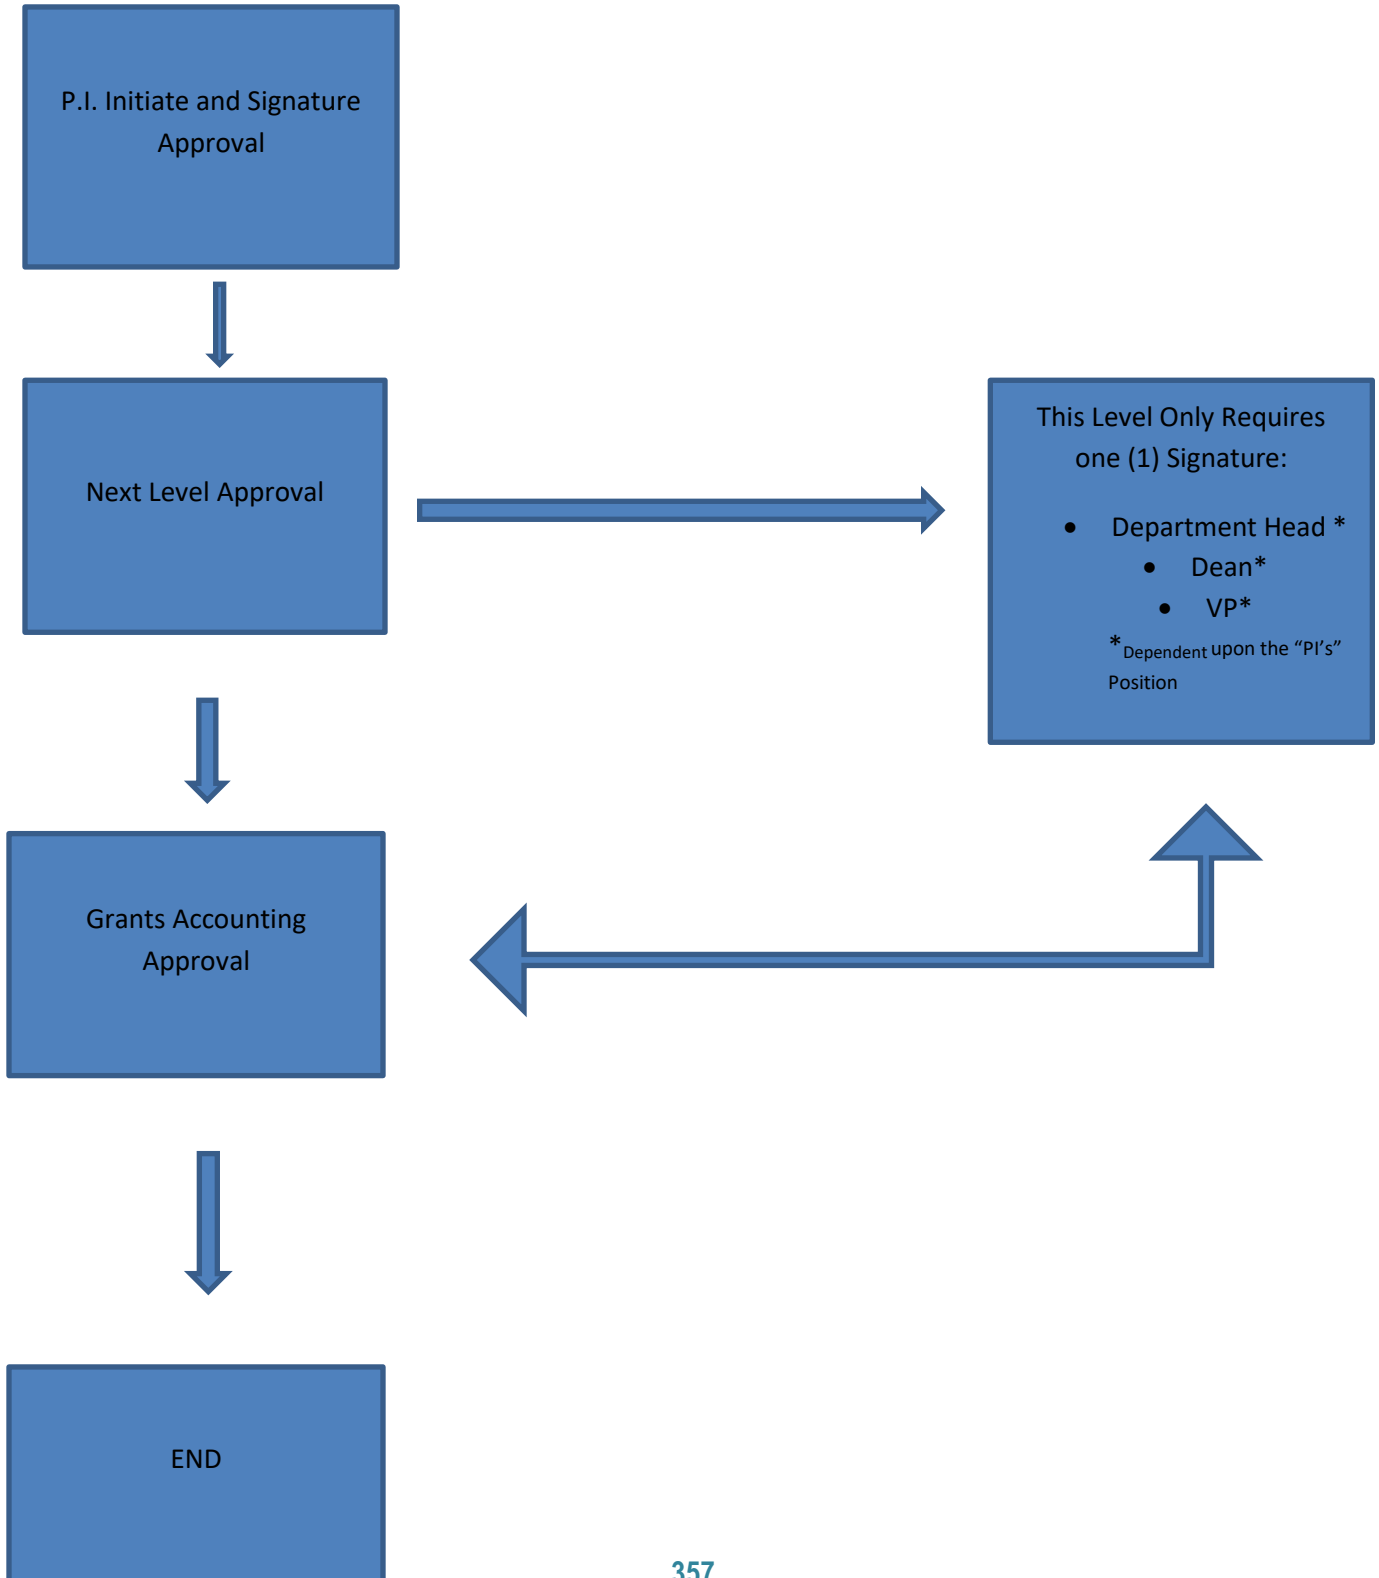 P.I. Initiate and Signature
Approval
Next Level Approval
This Level Only Requires
one (1) Signature:
• Department Head *
• Dean*
• VP*
*Dependent upon the “PI’s”
Position
Grants Accounting
Approval
END
357